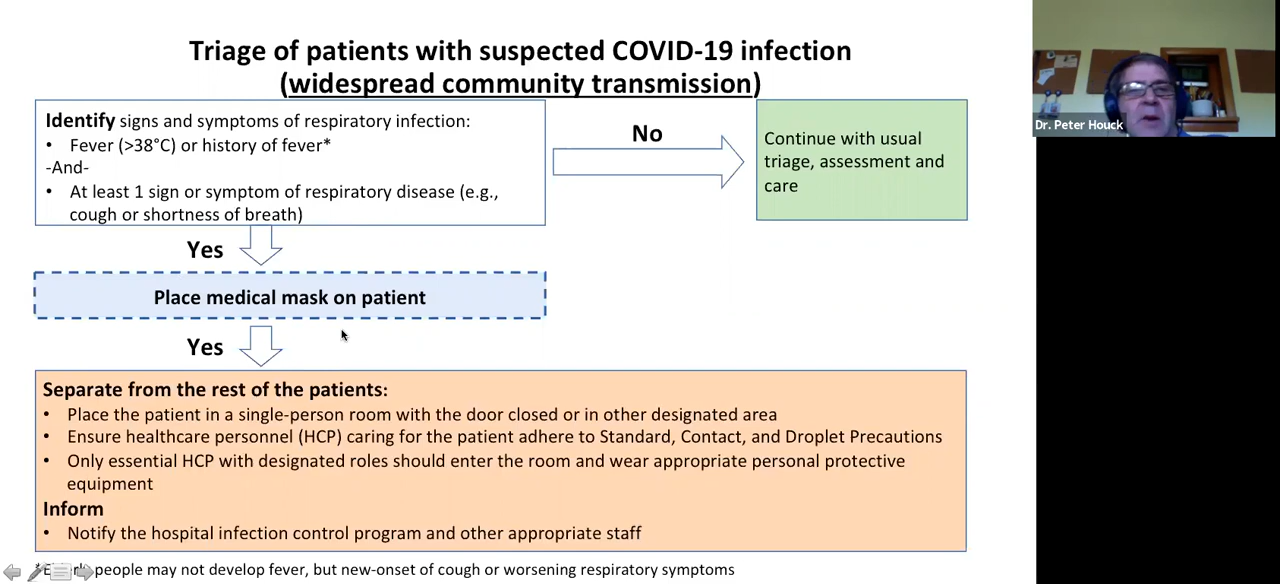 Triage of patients with suspected COVID-19 infection
(widespread community transmission)
Identify signs and symptoms of respiratory infection:
• Fever (>38°C) or history of fever*
-And-
• At least 1 sign or symptom of respiratory disease (e.g.,
cough or shortness of breath)
No
Continue with usual
triage, assessment and
care
Dr. Peter Houck
Yes
Place medical mask on patient
Yes
Separate from the rest of the patients:
• Place the patient in a single-person room with the door closed or in other designated area
• Ensure healthcare personnel (HCP) caring for the patient adhere to Standard, Contact, and Droplet Precautions
• Only essential HCP with designated roles should enter the room and wear appropriate personal protective
equipment
Inform
• Notify the hospital infection control program and other appropriate staff
people may not develop fever, but new-onset of cough or worsening respiratory symptoms